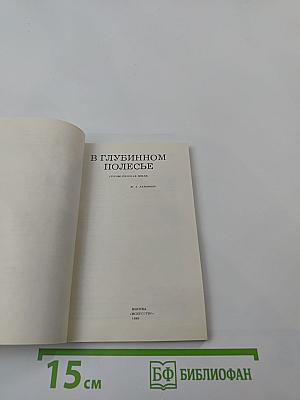 В ГЛУБИННОМ
ПОЛЕСЬЕ
МОСКВА
«ИСКУССТВО»
15 см
БФ БИБЛИОФАН